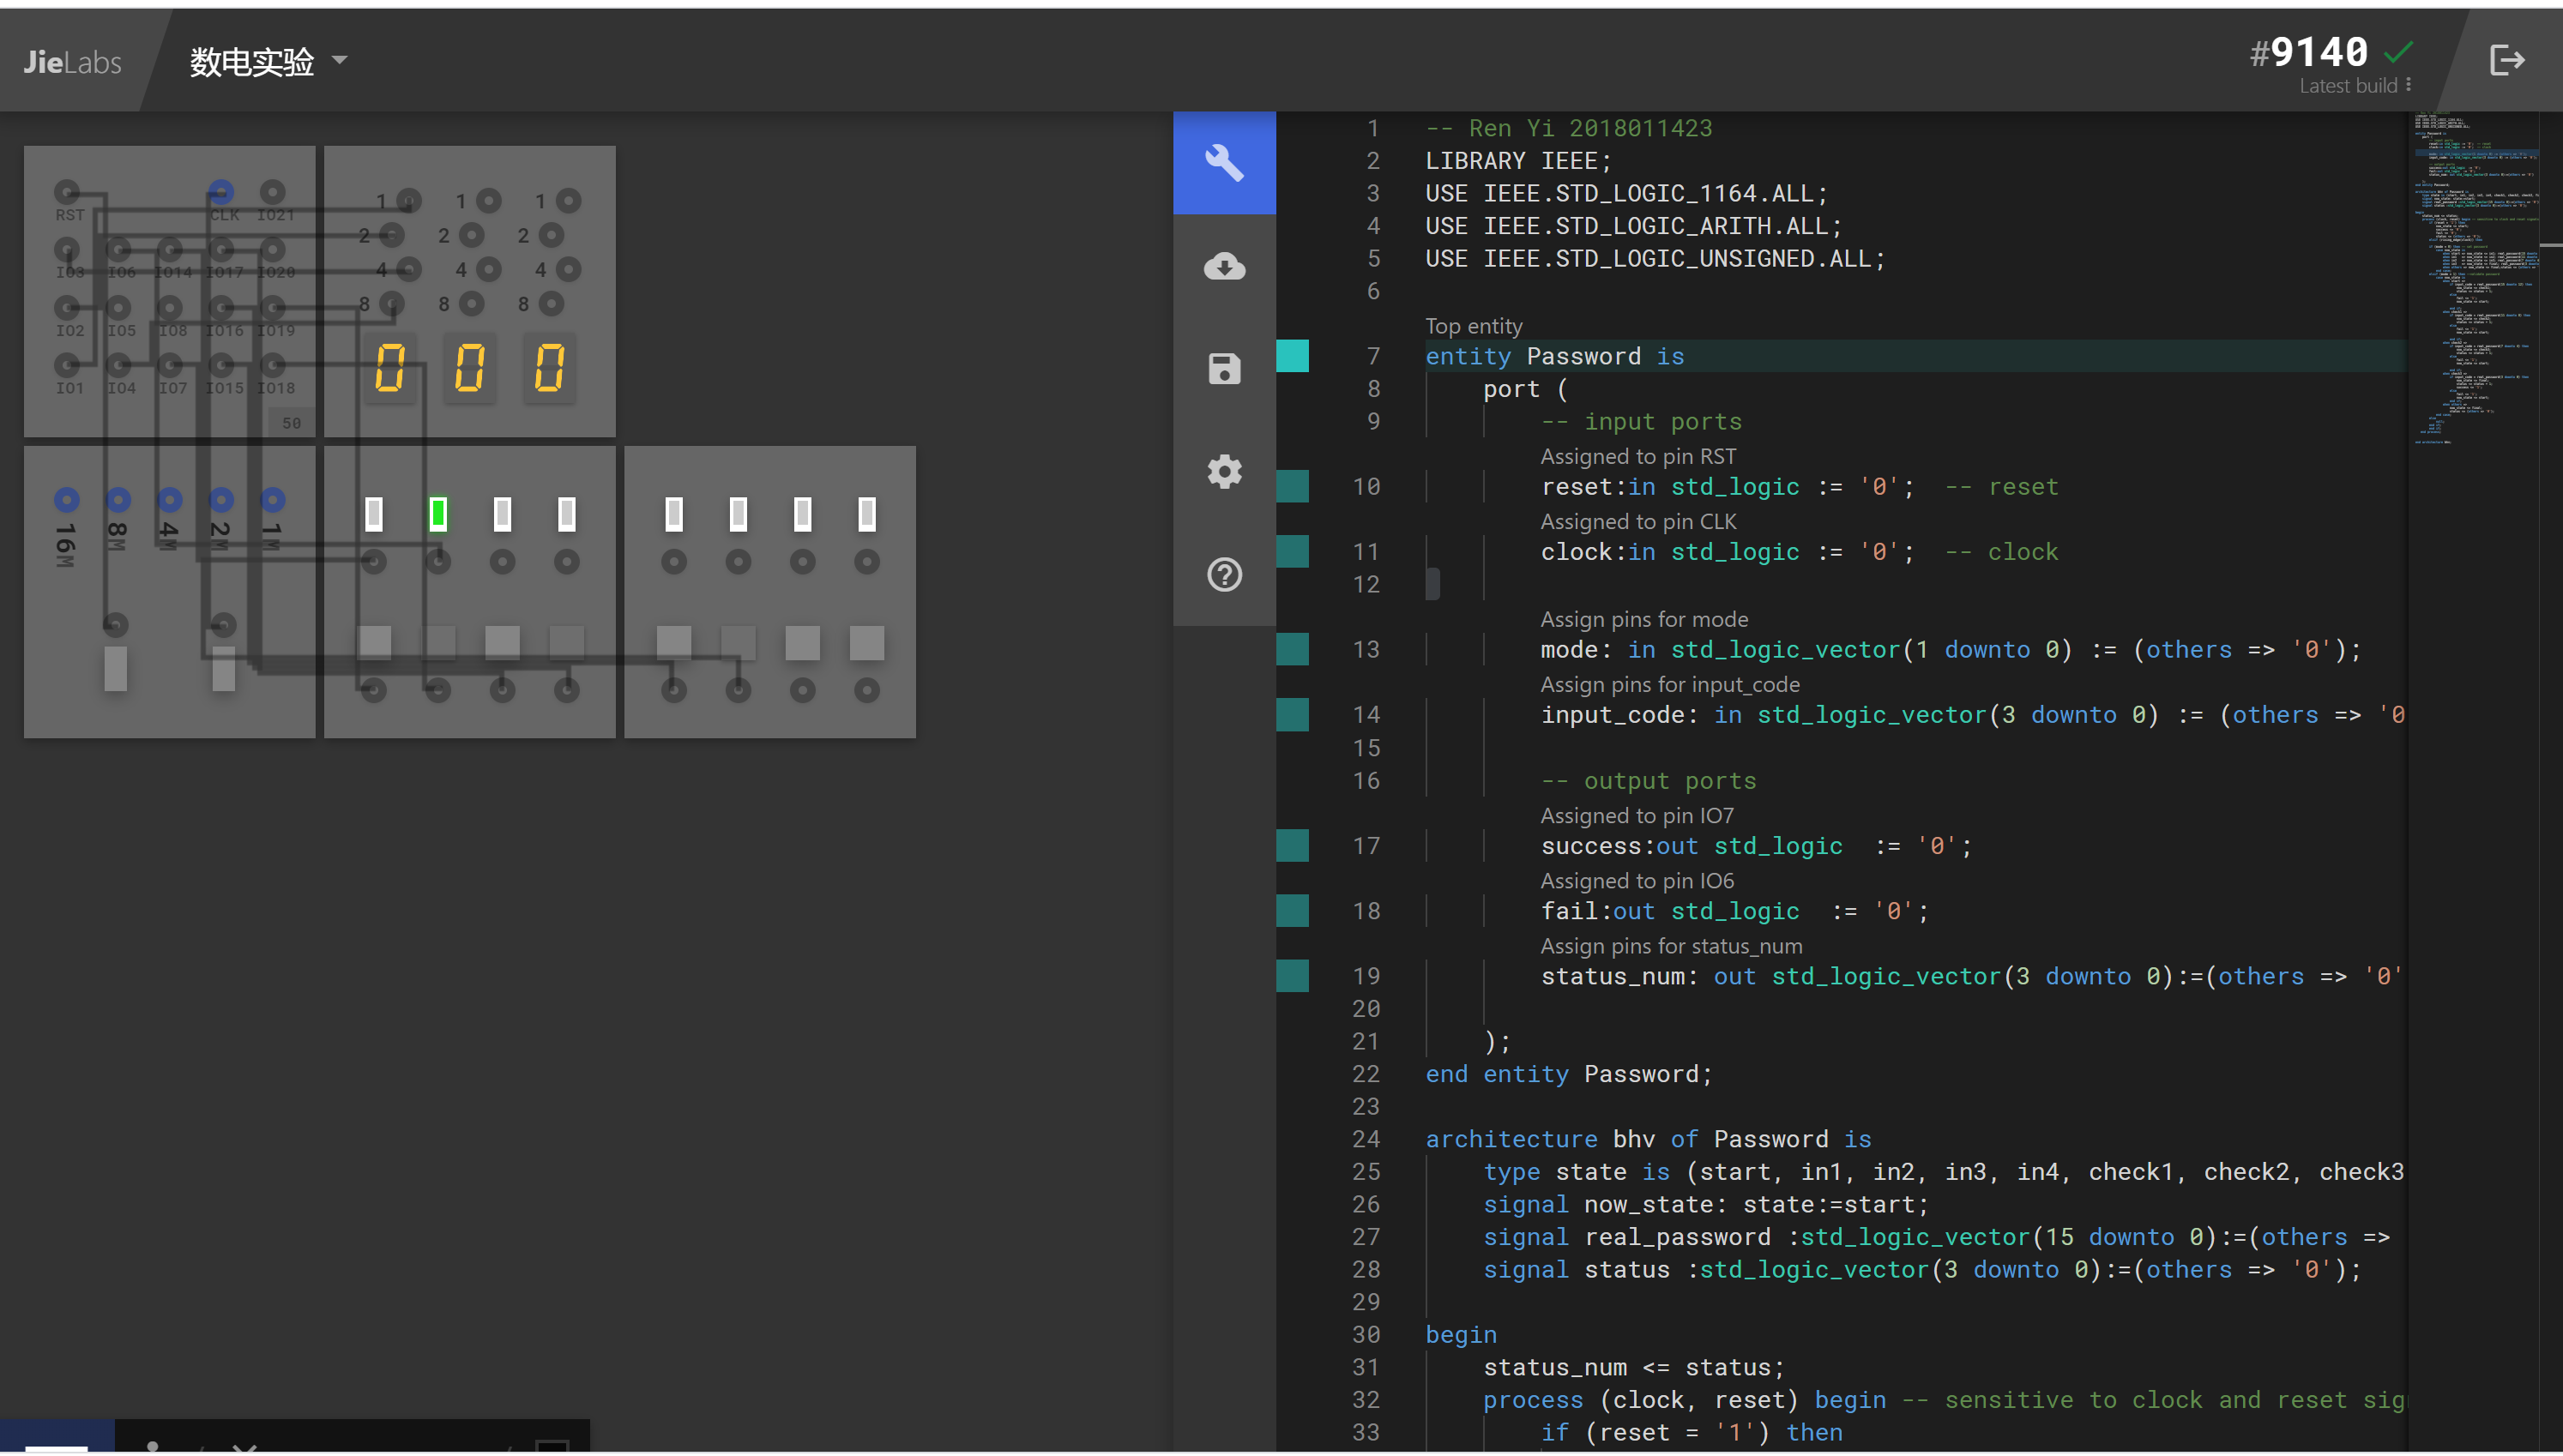 JieLabs
数电实验
#9140
Latest build
RST
CLK
IO21
IO3
IO6
IO14
IO17
IO20
IO2
IO5
IO8
IO16
IO19
IO1
IO4
IO7
IO15
IO18
50
1
1
1
2
2
2
4
4
4
8
8
8
0
0
0
16M
8M
4M
2M
1M
1 -- Ren Yi 2018011423
2 LIBRARY IEEE;
3 USE IEEE.STD_LOGIC_1164.ALL;
4 USE IEEE.STD_LOGIC_ARITH.ALL;
5 USE IEEE.STD_LOGIC_UNSIGNED.ALL;
6
Top entity
7 entity Password is
8 port (
9 -- input ports
Assigned to pin RST
10 reset:in std_logic := '0'; -- reset
Assigned to pin CLK
11 clock:in std_logic := '0'; -- clock
12
Assign pins for mode
13 mode: in std_logic_vector(1 downto 0) := (others => '0');
Assign pins for input_code
14 input_code: in std_logic_vector(3 downto 0) := (others => '0
15
16 -- output ports
Assigned to pin IO7
17 success:out std_logic := '0';
Assigned to pin IO6
18 fail:out std_logic := '0';
Assign pins for status_num
19 status_num: out std_logic_vector(3 downto 0):=(others => '0'
20
21 );
22 end entity Password;
23
24 architecture bhv of Password is
25 type state is (start, in1, in2, in3, in4, check1, check2, check3
26 signal now_state: state:=start;
27 signal real_password :std_logic_vector(15 downto 0):=(others =>
28 signal status :std_logic_vector(3 downto 0):=(others => '0');
29
30 begin
31 status_num <= status;
32 process (clock, reset) begin -- sensitive to clock and reset sig
33 if (reset = '1') then